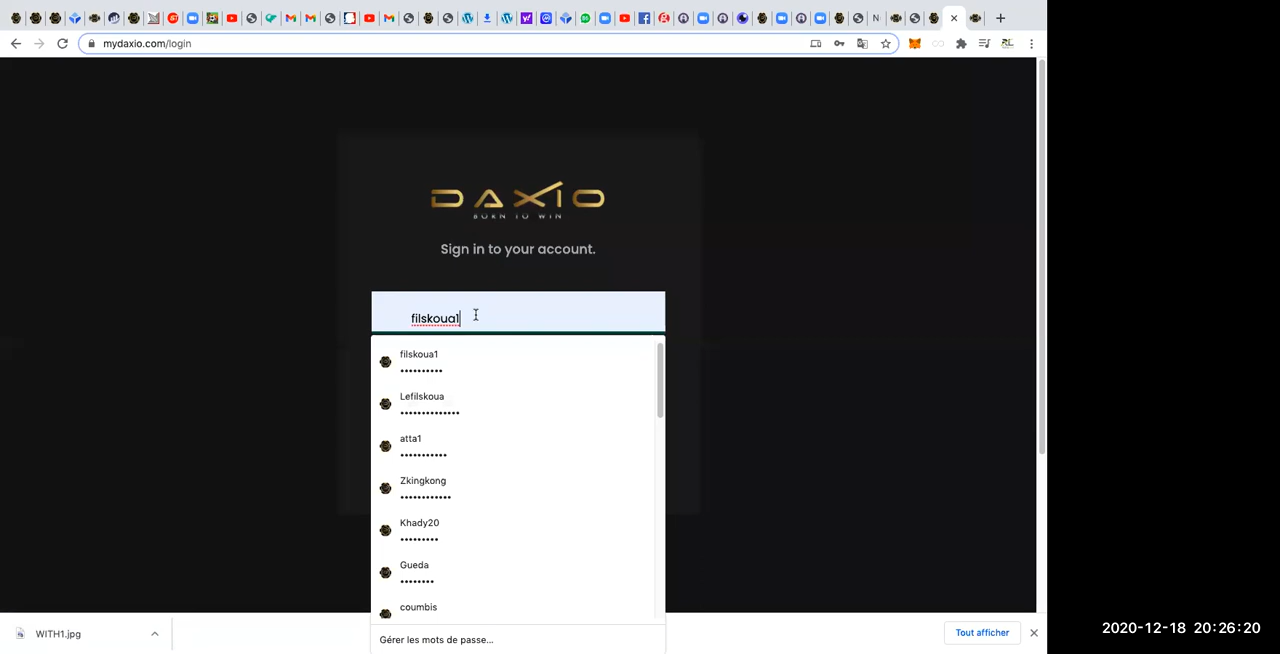 mydaxio.com/login
DAXIO
BORN TO WIN
Sign in to your account.
filskoua1
filskoua1
••••••••••
Lefilskoua
••••••••••••••
atta1
•••••••••••
Zkingkong
••••••••••••
Khady20
•••••••••
Gueda
••••••••
coumbis
Gérer les mots de passe...
WITH1.jpg
Tout afficher
2020-12-18 20:26:20